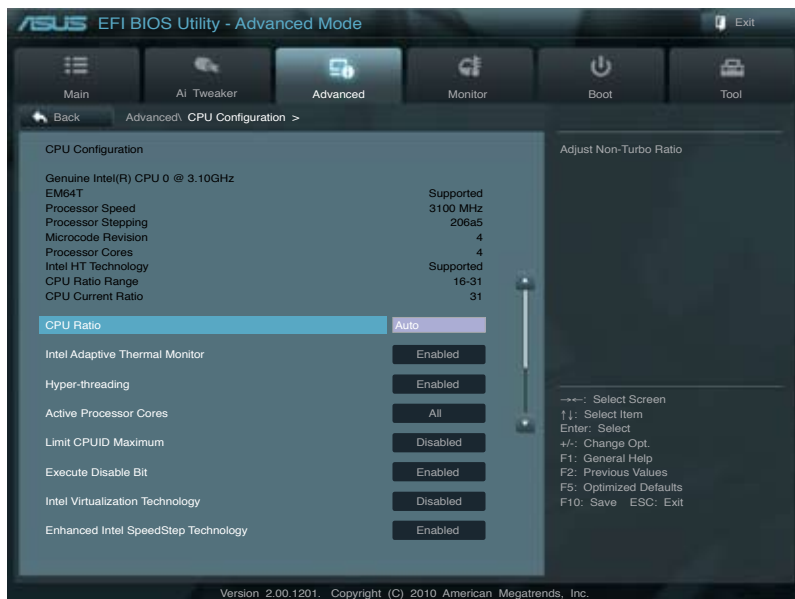 ASUS EFI BIOS Utility - Advanced Mode
Exit
Main
Ai Tweaker
Advanced
Monitor
Boot
Tool
Back
Advanced\ CPU Configuration >
CPU Configuration
Genuine Intel(R) CPU 0 @ 3.10GHz
EM64T Supported
Processor Speed 3100 MHz
Processor Stepping 206a5
Microcode Revision 4
Processor Cores 4
Intel HT Technology Supported
CPU Ratio Range 16-31
CPU Current Ratio 31
CPU Ratio Auto
Intel Adaptive Thermal Monitor Enabled
Hyper-threading Enabled
Active Processor Cores All
Limit CPUID Maximum Disabled
Execute Disable Bit Enabled
Intel Virtualization Technology Disabled
Enhanced Intel SpeedStep Technology Enabled
Adjust Non-Turbo Ratio
→←: Select Screen
↑↓: Select Item
Enter: Select
+/-: Change Opt.
F1: General Help
F2: Previous Values
F5: Optimized Defaults
F10: Save ESC: Exit
Version 2.00.1201. Copyright (C) 2010 American Megatrends, Inc.